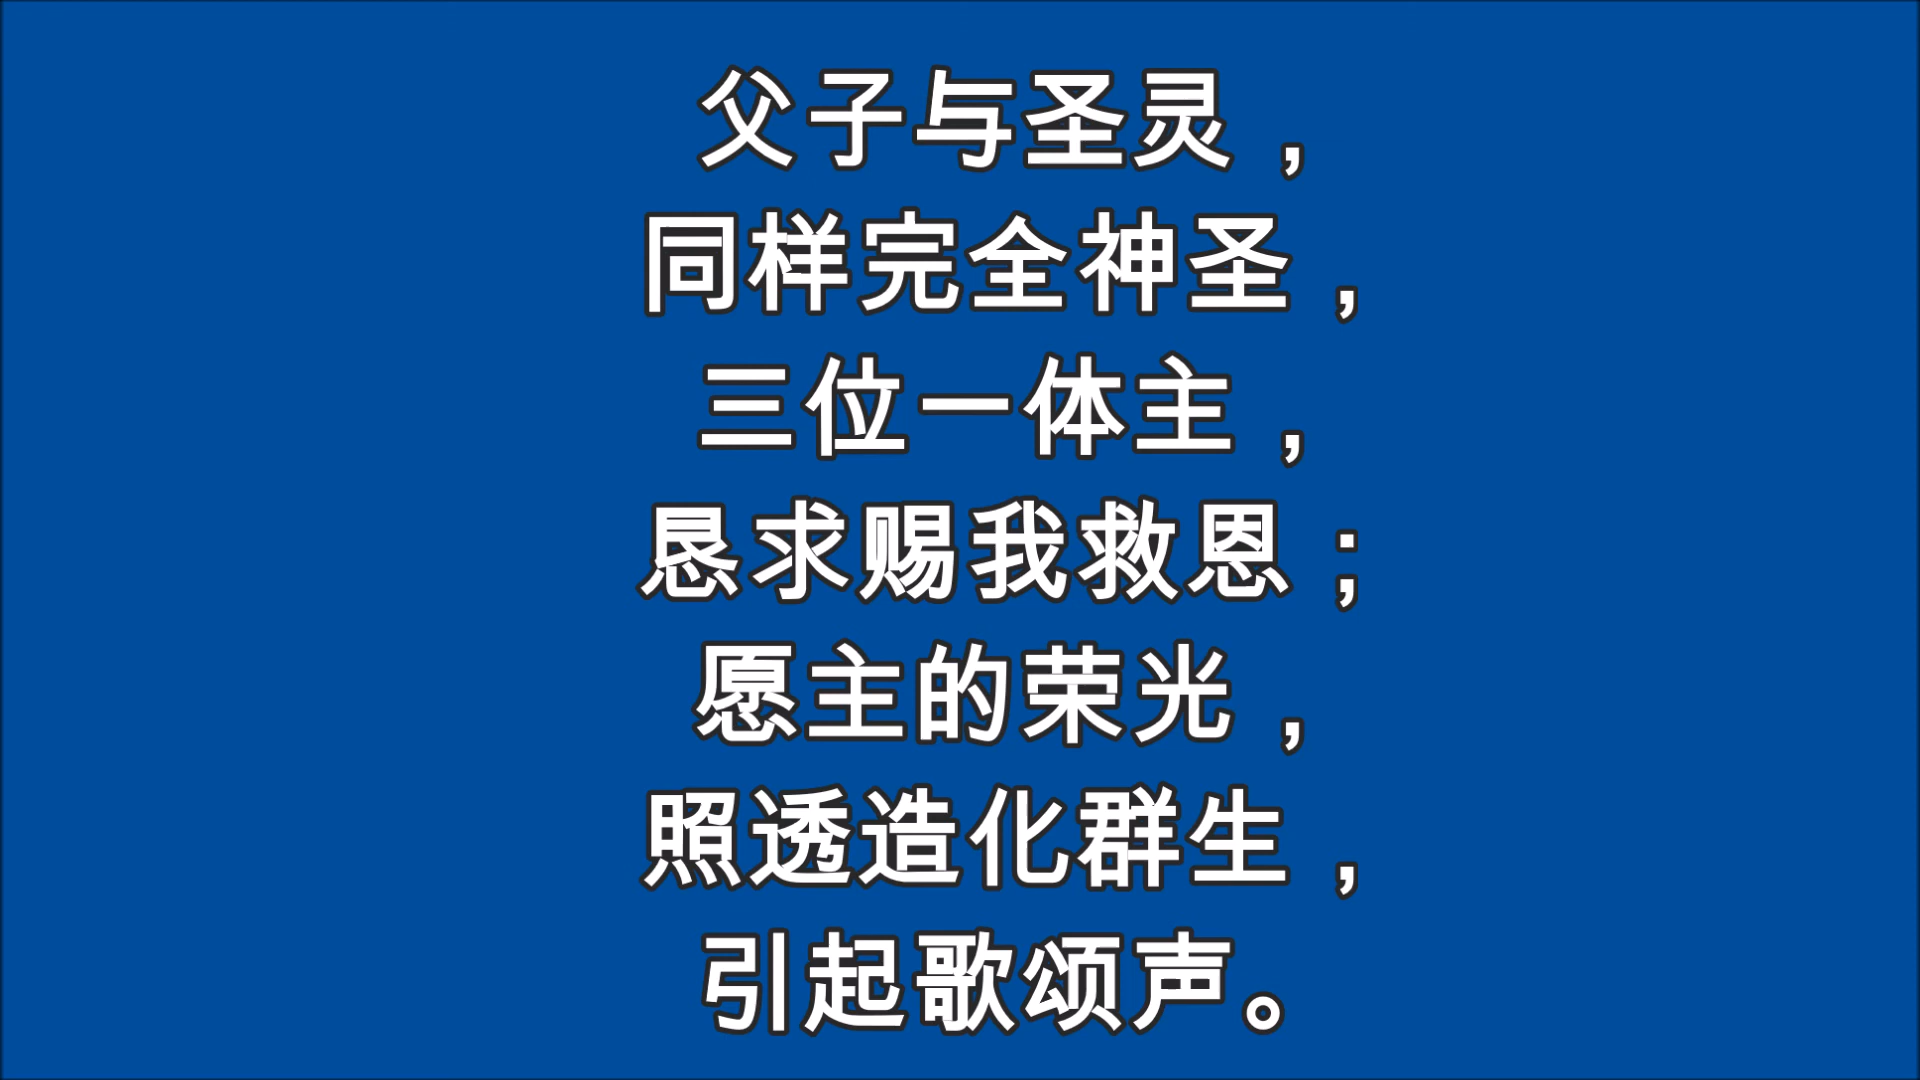 父子与圣灵，
同样完全神圣，
三位一体主，
恳求赐我救恩；
愿主的荣光，
照透造化群生，
引起歌颂声。